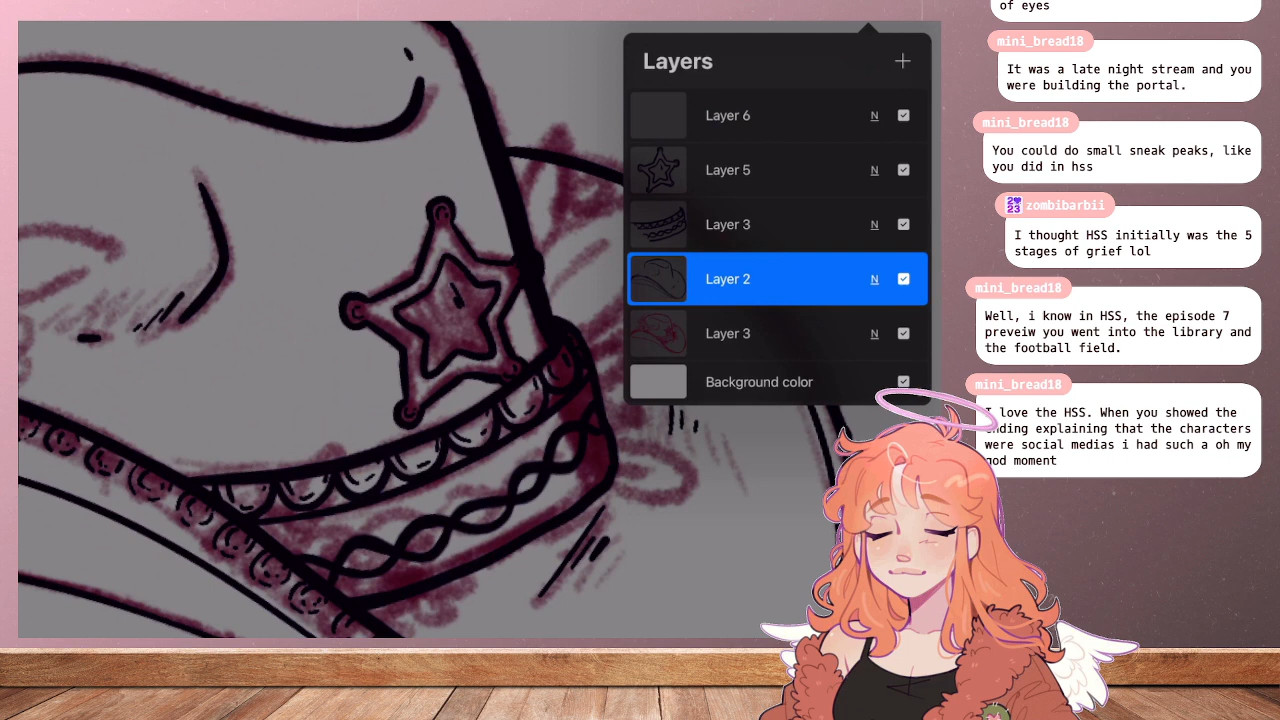 Layers
Layer 6
N
Layer 5
N
Layer 3
N
Layer 2
N
Layer 3
N
Background color
of eyes
mini_bread18
It was a late night stream and you
were building the portal.
mini_bread18
You could do small sneak peaks, like
you did in hss
2023 zombibarbii
I thought HSS initially was the 5
stages of grief lol
mini_bread18
Well, i know in HSS, the episode 7
preveiw you went into the library and
the football field.
mini_bread18
I love the HSS. When you showed the
ending explaining that the characters
were social medias i had such a oh my
god moment